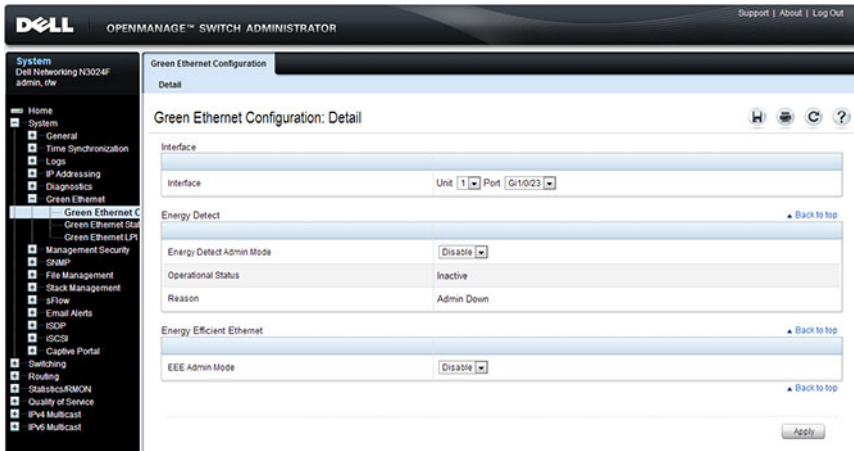 Support | About | Log Out
DELL
OPENMANAGE™ SWITCH ADMINISTRATOR
System
Dell Networking N3024F
admin, r/w
Home
System
General
Time Synchronization
Logs
IP Addressing
Diagnostics
Green Ethernet
Green Ethernet C
Green Ethernet Stat
Green Ethernet LPI
Management Security
SNMP
File Management
Stack Management
sFlow
Email Alerts
ISDP
iSCSI
Captive Portal
Switching
Routing
Statistics/RMON
Quality of Service
IPv4 Multicast
IPv6 Multicast
Green Ethernet Configuration
Detail
Green Ethernet Configuration: Detail
?
Interface
Interface Unit 1 Port Gi1/0/23
Energy Detect Back to top
Energy Detect Admin Mode Disable
Operational Status Inactive
Reason Admin Down
Energy Efficient Ethernet Back to top
EEE Admin Mode Disable
Back to top
Apply